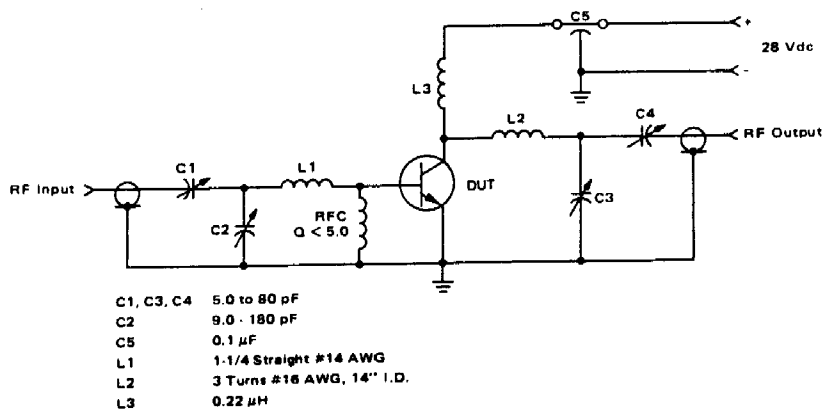 C5
+
28 Vdc
-
L3
L2
C4
RF Output
C1
L1
RF Input
DUT
C3
C2
RFC
Q < 5.0
C1, C3, C4 5.0 to 80 pF
C2 9.0 - 180 pF
C5 0.1 μF
L1 1-1/4 Straight #14 AWG
L2 3 Turns #16 AWG, 14" I.D.
L3 0.22 μH